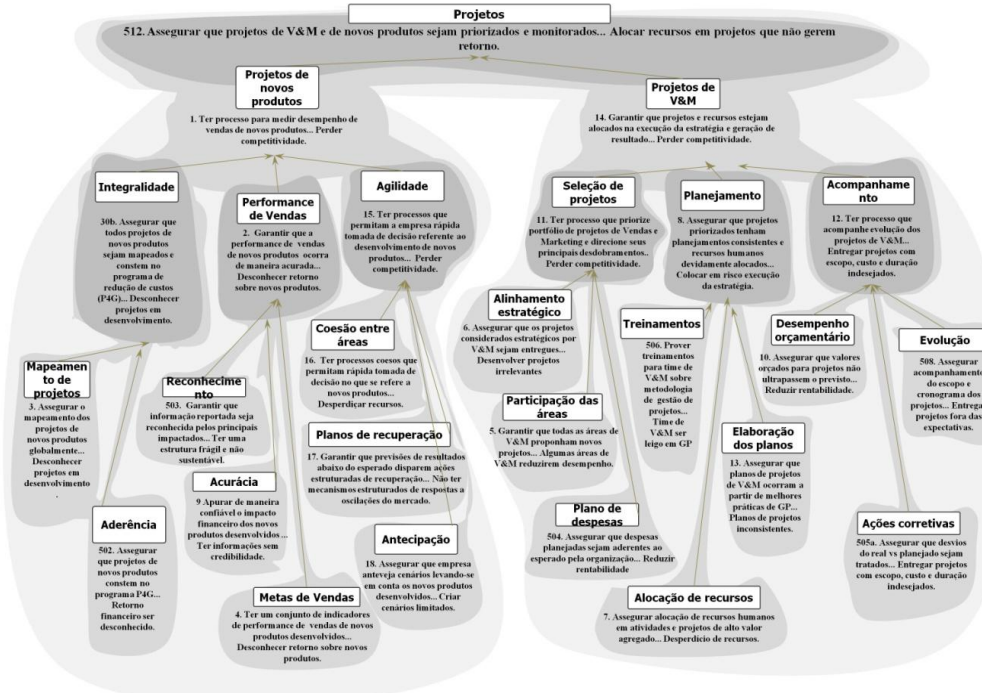 Projetos
512. Assegurar que projetos de V&M e de novos produtos sejam priorizados e monitorados... Alocar recursos em projetos que não gerem
retorno.
Projetos de
novos
produtos
1. Ter processo para medir desempenho de
vendas de novos produtos... Perder
competitividade.
Projetos de
V&M
14. Garantir que projetos e recursos estejam
alocados na execução da estratégia e geração de
resultado... Perder competitividade.
Integralidade
30b. Assegurar que
todos projetos de
novos produtos
sejam mapeados e
constem no
programa de
redução de custos
(P4G)... Desconhecer
projetos em
desenvolvimento.
Performance
de Vendas
2. Garantir que a
performance de vendas
de novos produtos ocorra
de maneira acurada...
Desconhecer retorno
sobre novos produtos.
Agilidade
15. Ter processos que
permitam a empresa rápida
tomada de decisão referente ao
desenvolvimento de novos
produtos... Perder
competitividade.
Seleção de
projetos
11. Ter processo que priorize
portfólio de projetos de Vendas e
Marketing e direcione seus
principais desdobramentos..
Perder competitividade.
Planejamento
8. Assegurar que projetos
priorizados tenham
planejamentos consistentes e
recursos humanos
devidamente alocados...
Colocar em risco execução
da estratégia.
Acompanhame
nto
12. Ter processo que
acompanhe evolução dos
projetos de V&M...
Entregar projetos com
escopo, custo e duração
indesejados.
Mapeamen
to de
projetos
3. Assegurar o
mapeamento dos
projetos de
novos produtos
globalmente...
Desconhecer
projetos em
desenvolvimento
.
Aderência
502. Assegurar
que projetos de
novos produtos
constem no
programa P4G...
Retorno
financeiro ser
desconhecido.
Reconhecime
nto
503. Garantir que
informação reportada seja
reconhecida pelos principais
impactados... Ter uma
estrutura frágil e não
sustentável.
Acurácia
9 Apurar de maneira
confiável o impacto
financeiro dos novos
produtos desenvolvidos ...
Ter informações sem
credibilidade.
Metas de Vendas
4. Ter um conjunto de indicadores
de performance de vendas de novos
produtos desenvolvidos...
Desconhecer retorno sobre novos
produtos.
Coesão entre
áreas
16. Ter processos coesos que
permitam rápida tomada de
decisão no que se refere a
novos produtos...
Desperdiçar recursos.
Planos de recuperação
17. Garantir que previsões de resultados
abaixo do esperado disparem ações
estruturadas de recuperação... Não ter
mecanismos estruturados de respostas a
oscilações do mercado.
Antecipação
18. Assegurar que empresa
anteveja cenários levando-se
em conta os novos produtos
desenvolvidos... Criar
cenários limitados.
Alinhamento
estratégico
6. Assegurar que os projetos
considerados estratégicos por
V&M sejam entregues...
Desenvolver projetos
irrelevantes
Participação das
áreas
5. Garantir que todas as áreas de
V&M proponham novos
projetos... Algumas áreas de
V&M reduzirem desempenho.
Plano de
despesas
504. Assegurar que despesas
planejadas sejam aderentes ao
esperado pela organização... Reduzir
rentabilidade
Treinamentos
506. Prover
treinamentos
para time de
V&M sobre
metodologia
de gestão de
projetos...
Time de
V&M ser
leigo em GP
Elaboração
dos planos
13. Assegurar que
planos de projetos
de V&M ocorram a
partir de melhores
práticas de GP...
Planos de projetos
inconsistentes.
Alocação de recursos
7. Assegurar alocação de recursos humanos
em atividades e projetos de alto valor
agregado... Desperdício de recursos.
Desempenho
orçamentário
10. Assegurar que valores
orçados para projetos não
ultrapassem o previsto...
Reduzir rentabilidade.
Evolução
508. Assegurar
acompanhamento
do escopo e
cronograma dos
projetos... Entregar
projetos fora das
expectativas.
Ações corretivas
505a. Assegurar que desvios
do real vs planejado sejam
tratados... Entregar projetos
com escopo, custo e duração
indesejados.